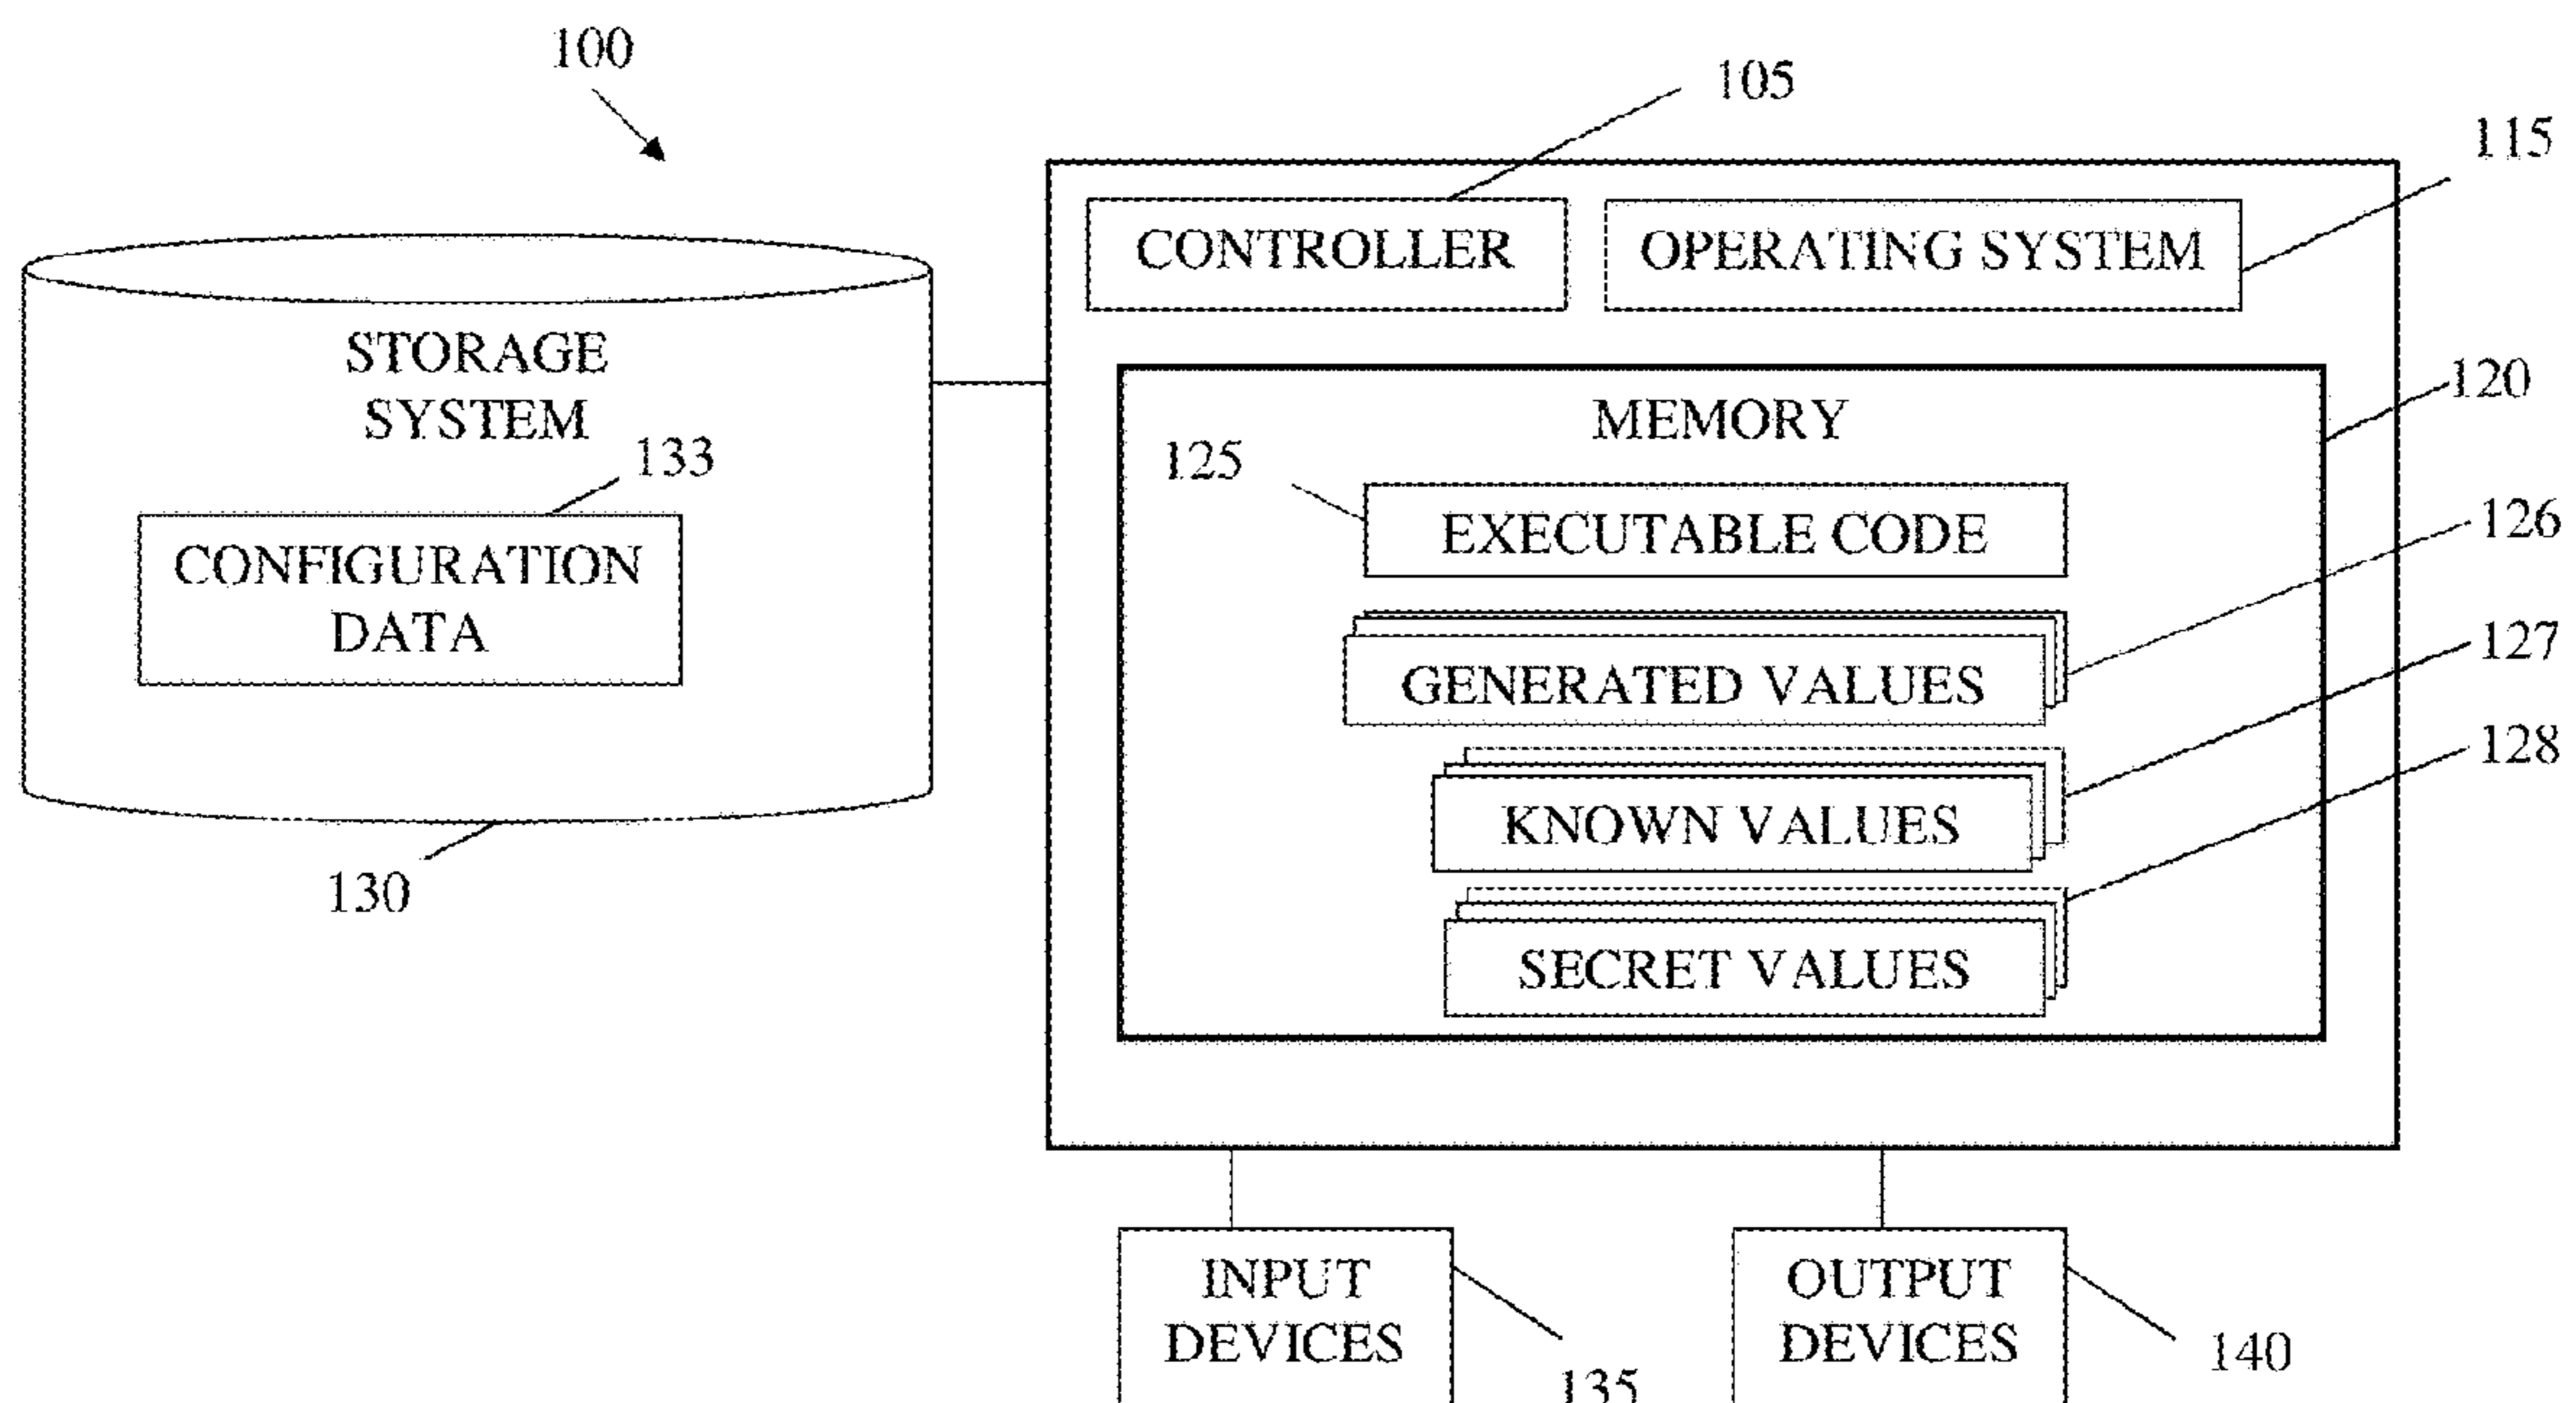 100
105
115
CONTROLLER
OPERATING SYSTEM
STORAGE
SYSTEM
133
CONFIGURATION
DATA
130
120
MEMORY
125
EXECUTABLE CODE
126
GENERATED VALUES
127
KNOWN VALUES
128
SECRET VALUES
INPUT
DEVICES
135
OUTPUT
DEVICES
140